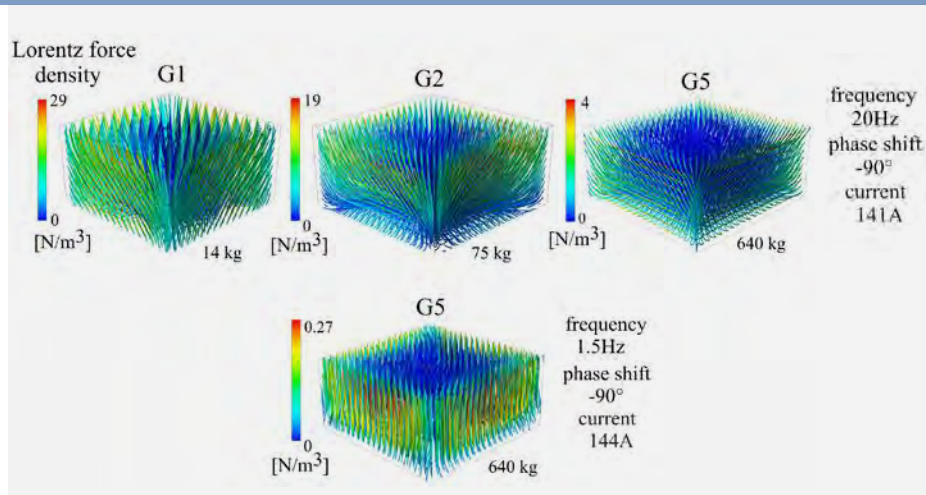 Lorentz force
density
G1
29
0
[N/m³]
14 kg
G2
19
0
[N/m³]
75 kg
G5
4
0
[N/m³]
640 kg
frequency
20Hz
phase shift
-90°
current
141A
G5
0.27
0
[N/m³]
640 kg
frequency
1.5Hz
phase shift
-90°
current
144A